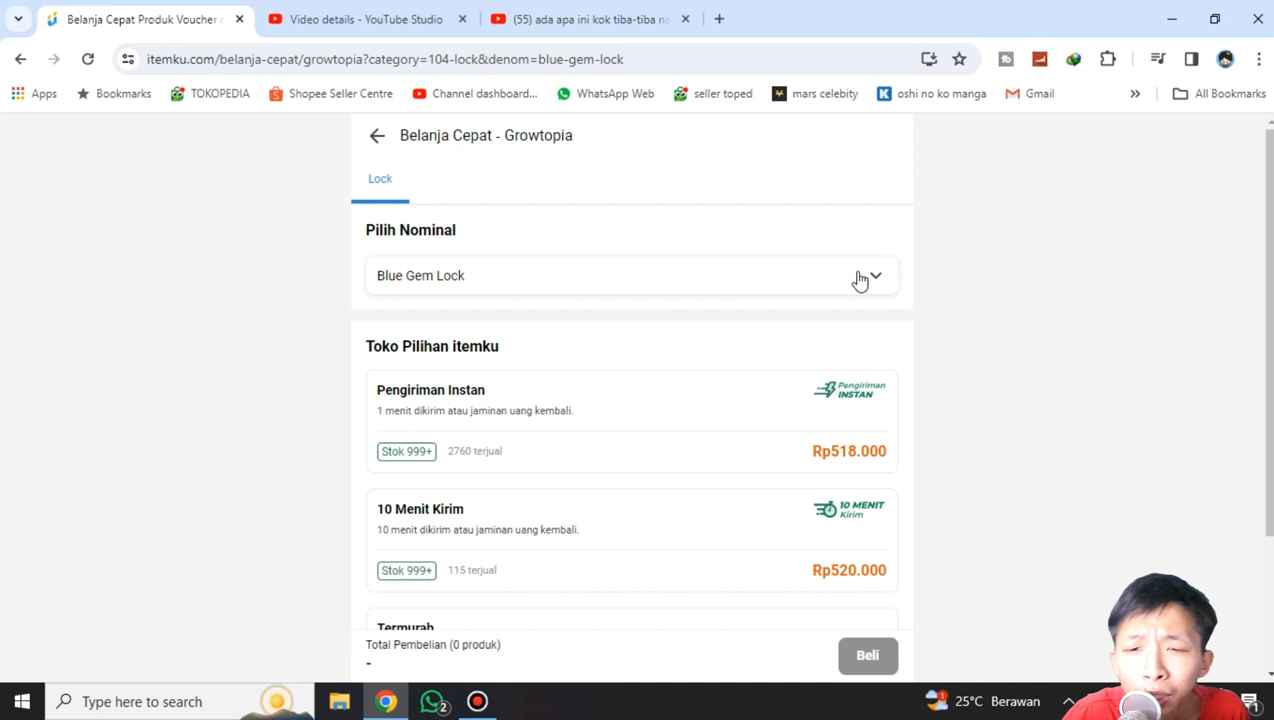 Belanja Cepat Produk Voucher
Video details - YouTube Studio
(55) ada apa ini kok tiba-tiba na
itemku.com/belanja-cepat/growtopia?category=104-lock&denom=blue-gem-lock
Apps
Bookmarks
TOKOPEDIA
Shopee Seller Centre
Channel dashboard...
WhatsApp Web
seller toped
mars celebity
oshi no ko manga
Gmail
All Bookmarks
Belanja Cepat - Growtopia
Lock
Pilih Nominal
Blue Gem Lock
Toko Pilihan itemku
Pengiriman Instan
Pengiriman
INSTAN
1 menit dikirim atau jaminan uang kembali.
Stok 999+
2760 terjual
Rp518.000
10 Menit Kirim
10 MENIT
Kirim
10 menit dikirim atau jaminan uang kembali.
Stok 999+
115 terjual
Rp520.000
Termurah
Total Pembelian (0 produk)
-
Beli
Type here to search
2
1
25°C Berawan
1